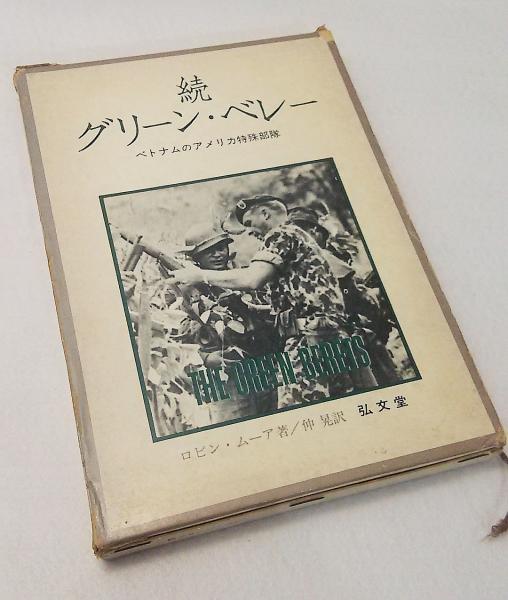 続
グリーン・ベレー
ベトナムのアメリカ特殊部隊
THE GREEN BERETS
ロビン・ムーア著／仲 晃訳 弘文堂